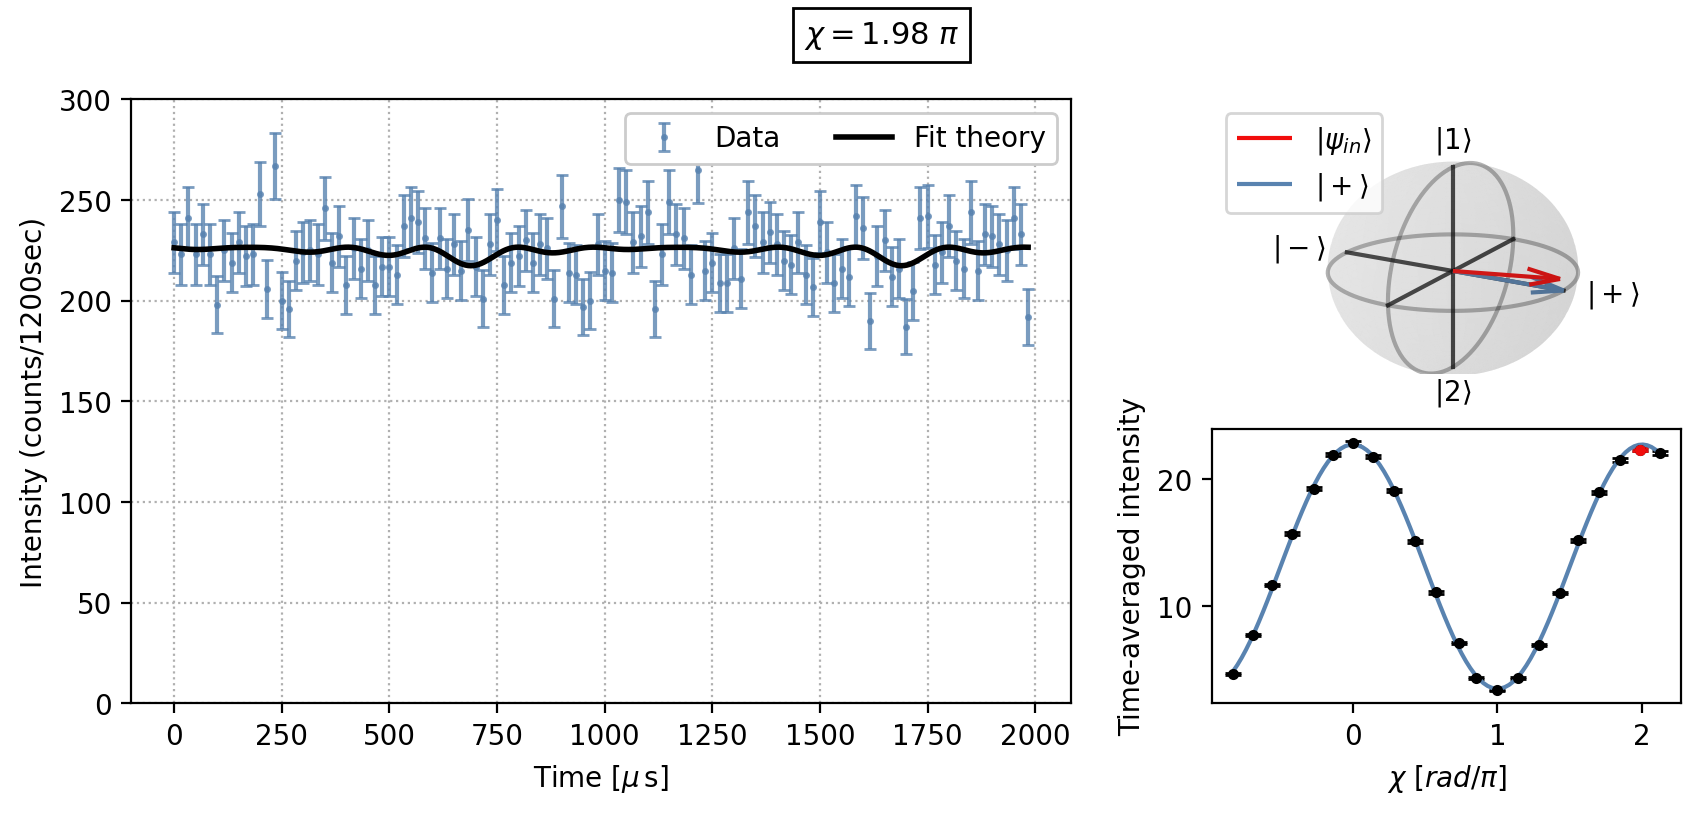 χ = 1.98 π
Intensity (counts/1200sec)
300
250
200
150
100
50
0
Data
Fit theory
0 250 500 750 1000 1250 1500 1750 2000
Time [μ s]
|ψin⟩
|+⟩
|1⟩
|−⟩
|+⟩
|2⟩
Time-averaged intensity
20
10
0 1 2
χ [rad/π]